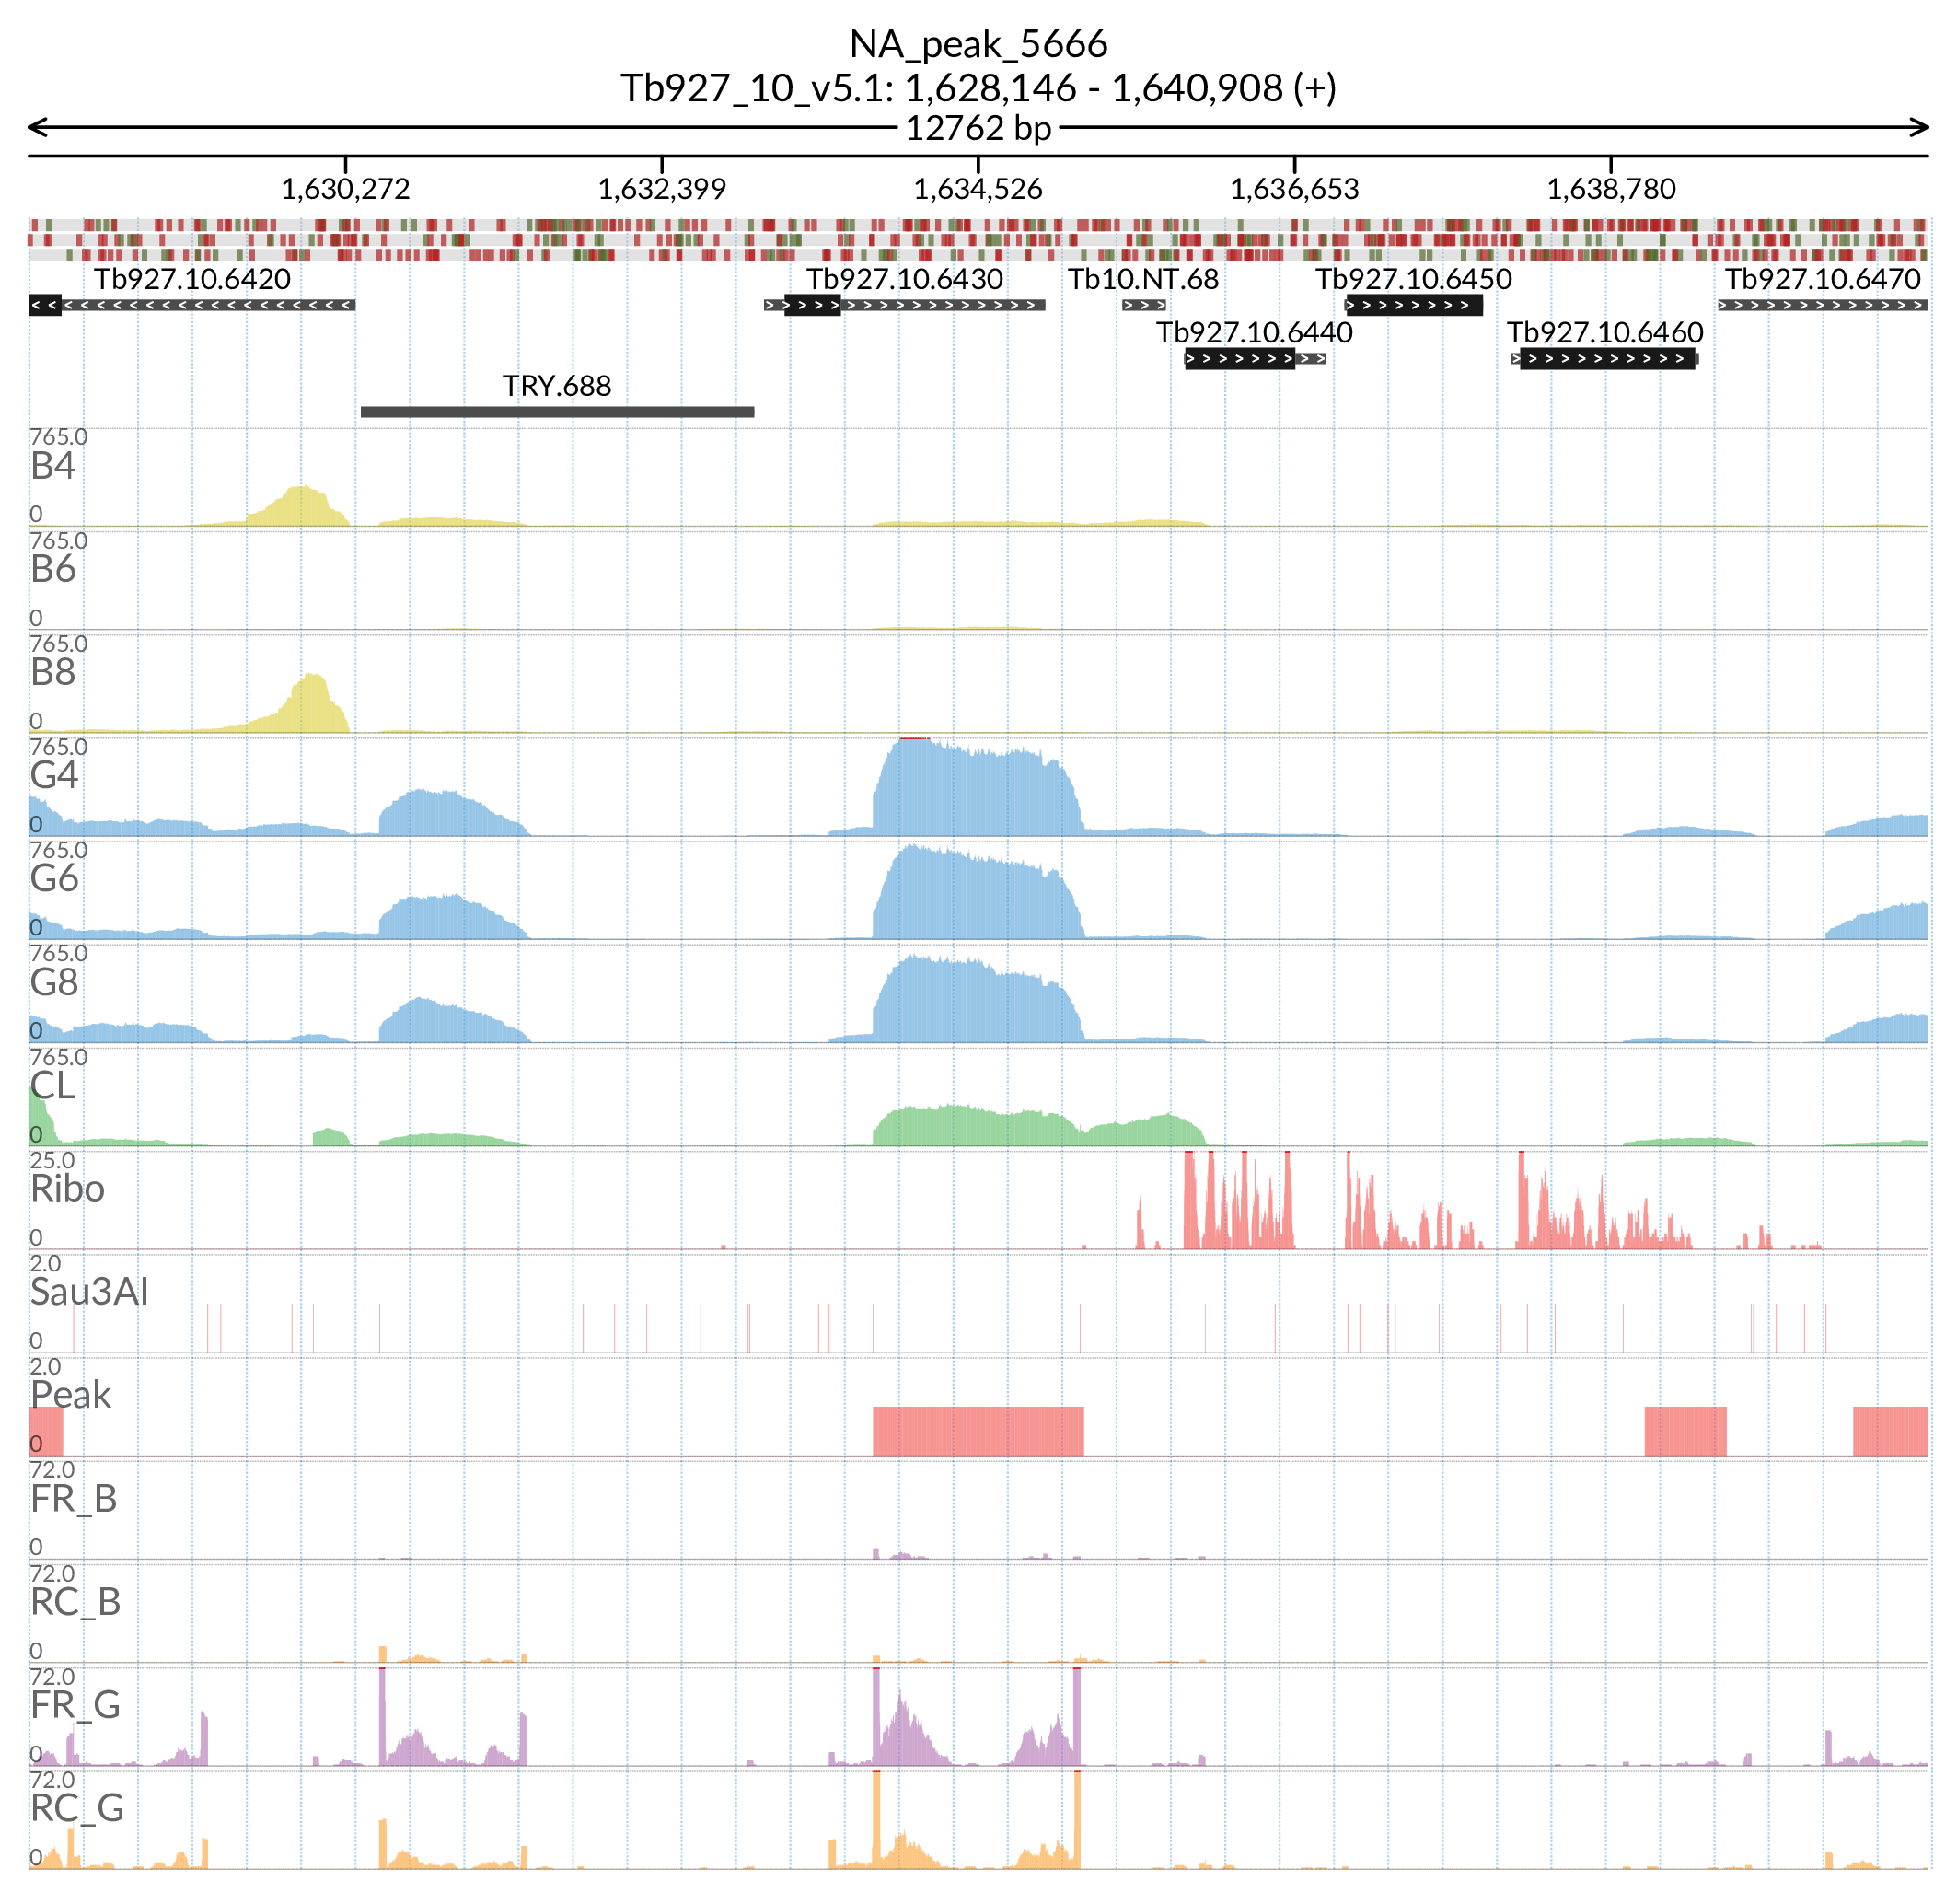 NA_peak_5666
Tb927_10_v5.1: 1,628,146 - 1,640,908 (+)
12762 bp
1,630,272 1,632,399 1,634,526 1,636,653 1,638,780
Tb927.10.6420 Tb927.10.6430 Tb10.NT.68 Tb927.10.6450 Tb927.10.6470
Tb927.10.6440 Tb927.10.6460
TRY.688
765.0
B4
0
765.0
B6
0
765.0
B8
0
765.0
G4
0
765.0
G6
0
765.0
G8
0
765.0
CL
0
25.0
Ribo
0
2.0
Sau3AI
0
2.0
Peak
0
72.0
FR_B
0
72.0
RC_B
0
72.0
FR_G
0
72.0
RC_G
0